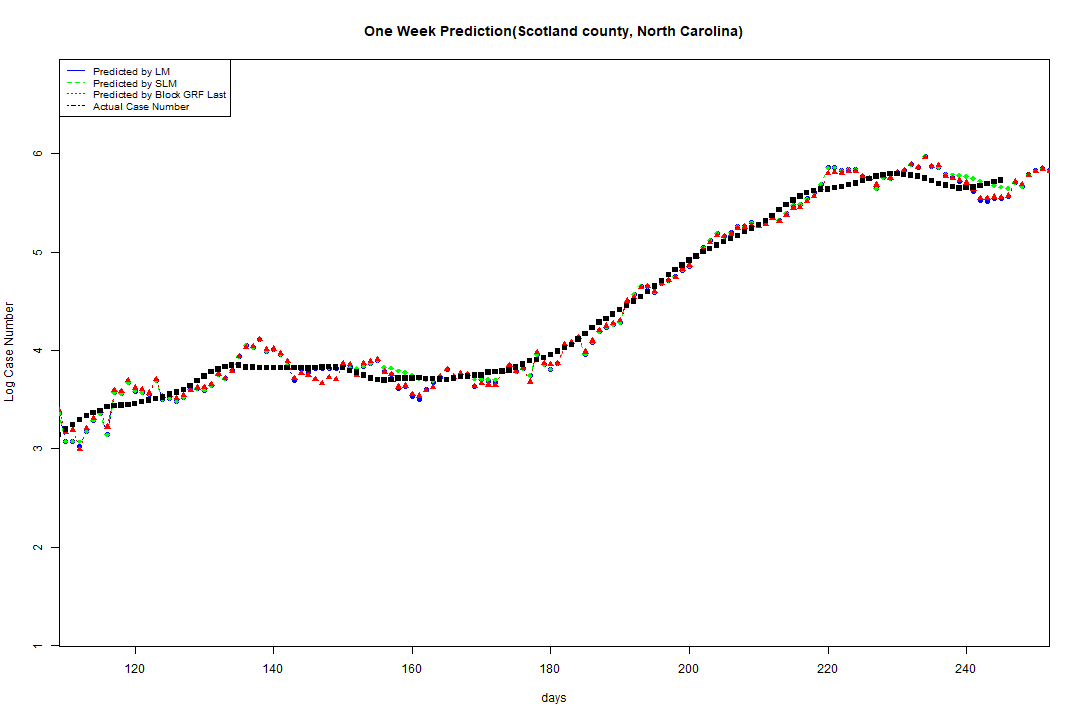 One Week Prediction(Scotland county, North Carolina)
Predicted by LM
Predicted by SLM
Predicted by Block GRF Last
Actual Case Number
6
5
4
3
2
1
Log Case Number
120 140 160 180 200 220 240
days